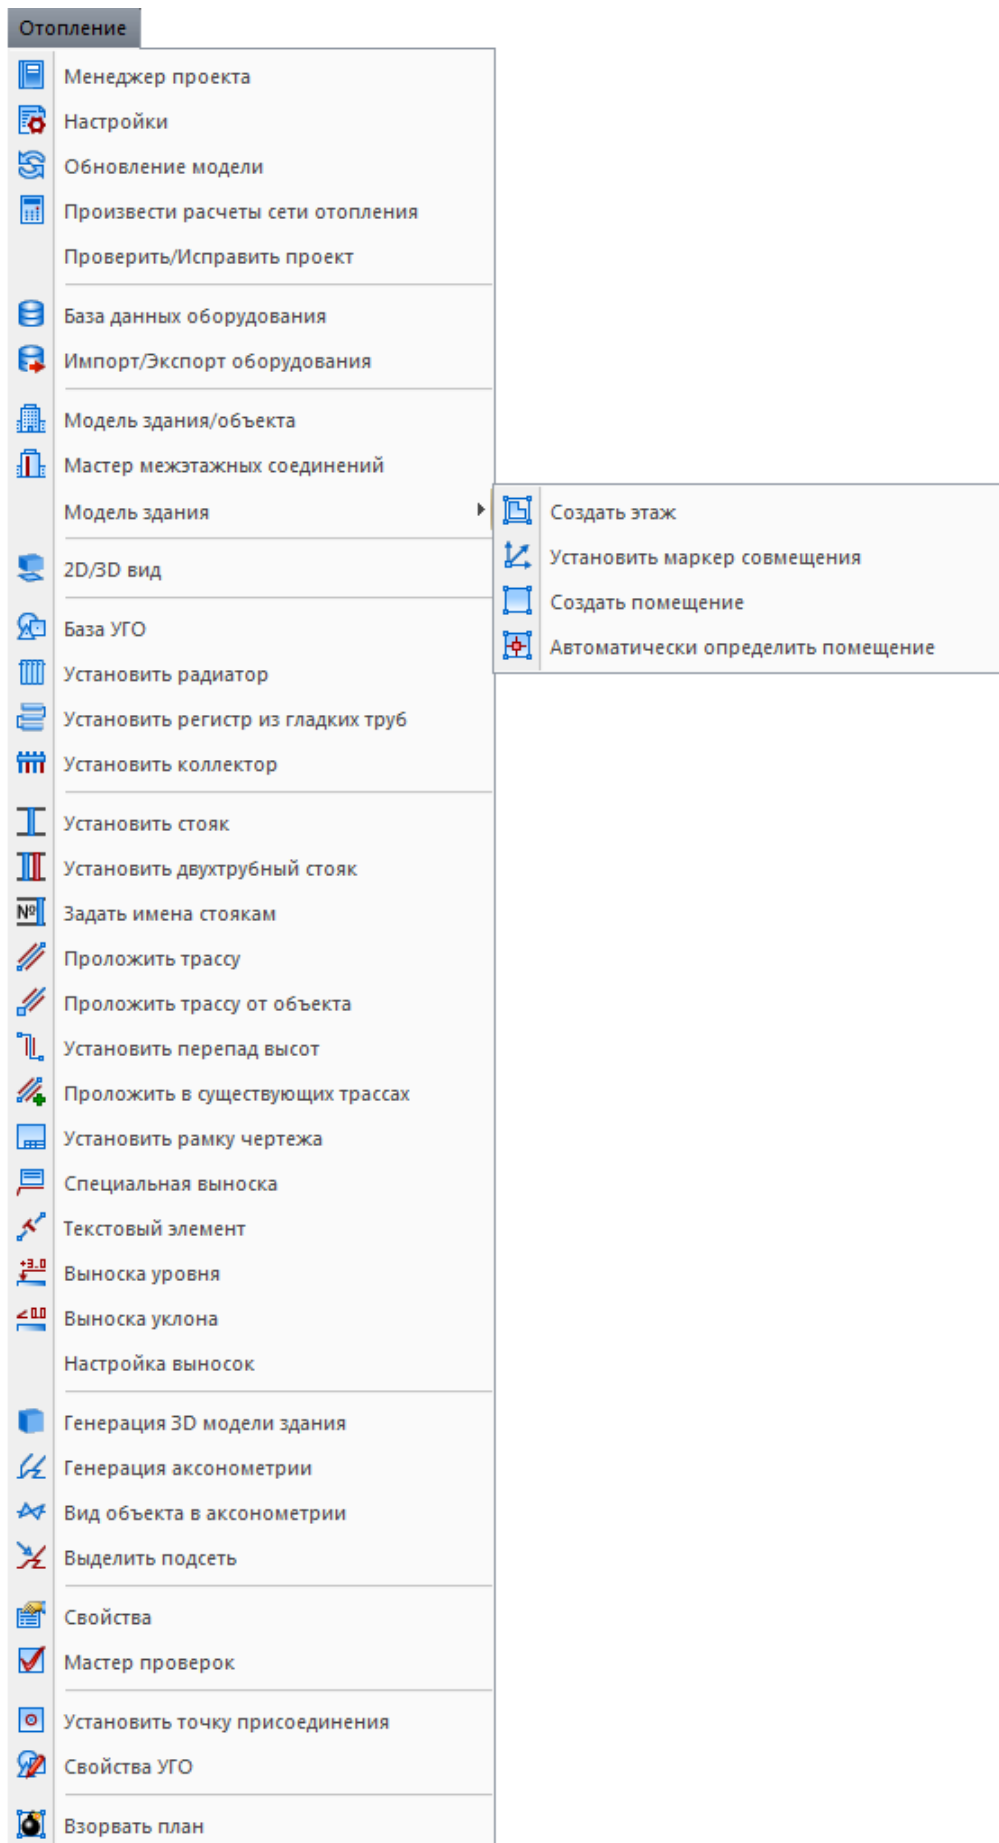 Отопление
Менеджер проекта
Настройки
Обновление модели
Произвести расчеты сети отопления
Проверить/Исправить проект
База данных оборудования
Импорт/Экспорт оборудования
Модель здания/объекта
Мастер межэтажных соединений
Модель здания
Создать этаж
Установить маркер совмещения
Создать помещение
Автоматически определить помещение
2D/3D вид
База УГО
Установить радиатор
Установить регистр из гладких труб
Установить коллектор
Установить стояк
Установить двухтрубный стояк
№
Задать имена стоякам
Проложить трассу
Проложить трассу от объекта
Установить перепад высот
Проложить в существующих трассах
Установить рамку чертежа
Специальная выноска
Текстовый элемент
+3.0
Выноска уровня
0.0
Выноска уклона
Настройка выносок
Генерация 3D модели здания
Генерация аксонометрии
Вид объекта в аксонометрии
Выделить подсеть
Свойства
Мастер проверок
Установить точку присоединения
Свойства УГО
Взорвать план